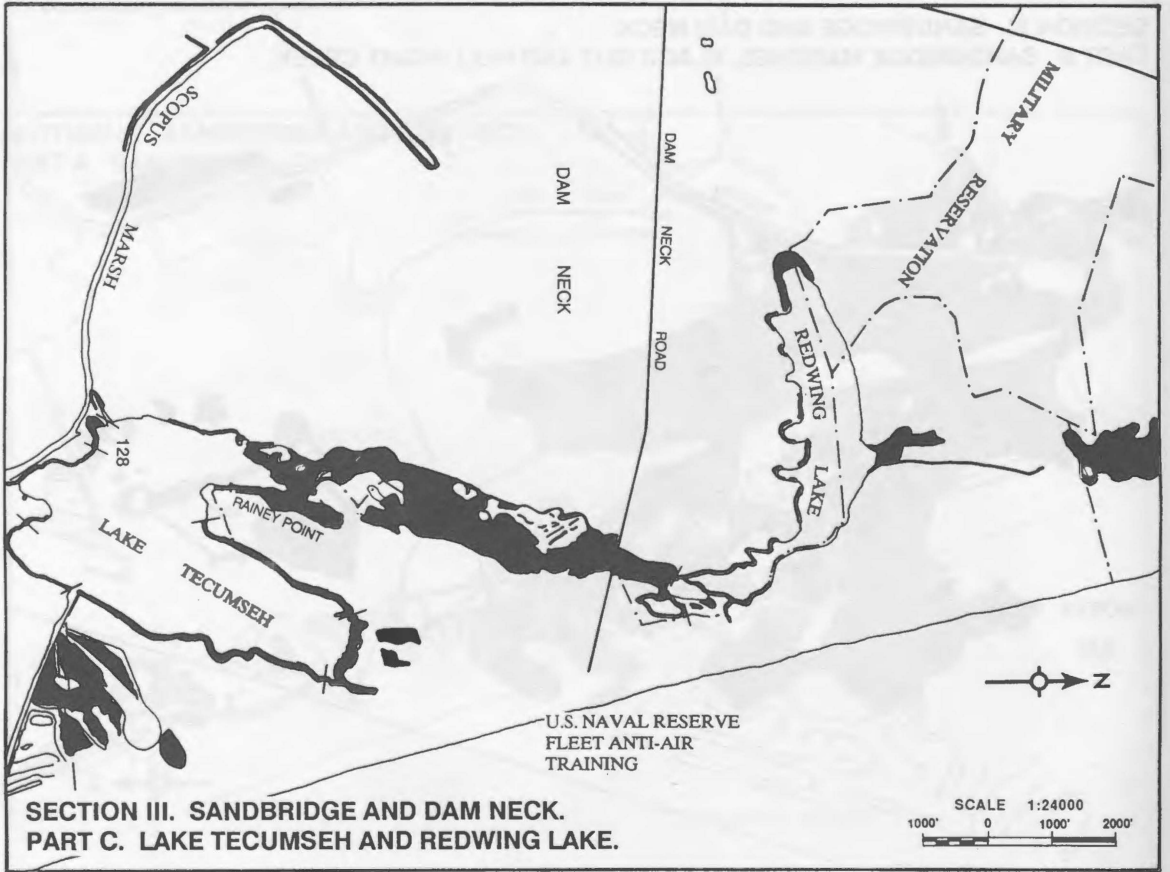 SCOPUS
MARSH
DAM
NECK
DAM
NECK
ROAD
MILITARY
RESERVATION
REDWING
LAKE
128
RAINEY POINT
LAKE
TECUMSEH
N
U.S. NAVAL RESERVE
FLEET ANTI-AIR
TRAINING
SECTION III. SANDBRIDGE AND DAM NECK.
PART C. LAKE TECUMSEH AND REDWING LAKE.
SCALE 1:24000
1000' 0 1000' 2000'